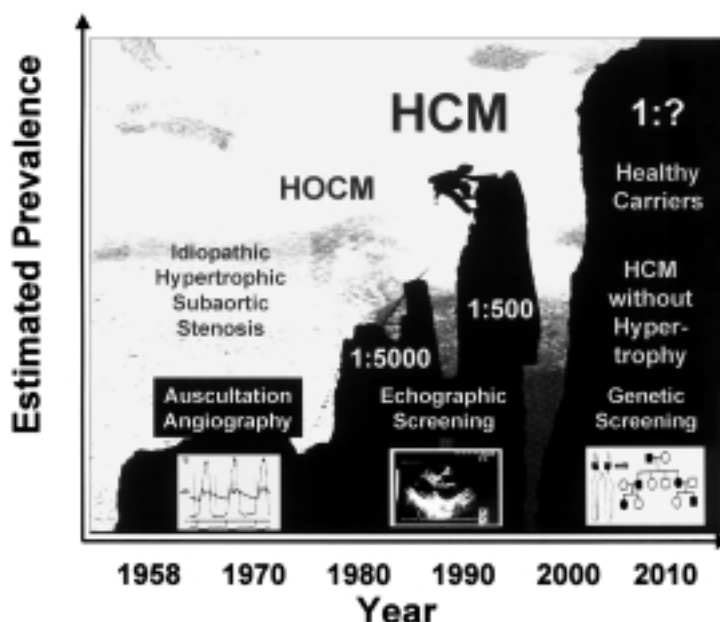 Estimated Prevalence
HCM
1:?
HOCM
Healthy
Carriers
Idiopathic
Hypertrophic
Subaortic
Stenosis
HCM
without
Hyper-
trophy
1:500
1:5000
Auscultation
Angiography
Echographic
Screening
Genetic
Screening
1958 1970 1980 1990 2000 2010
Year